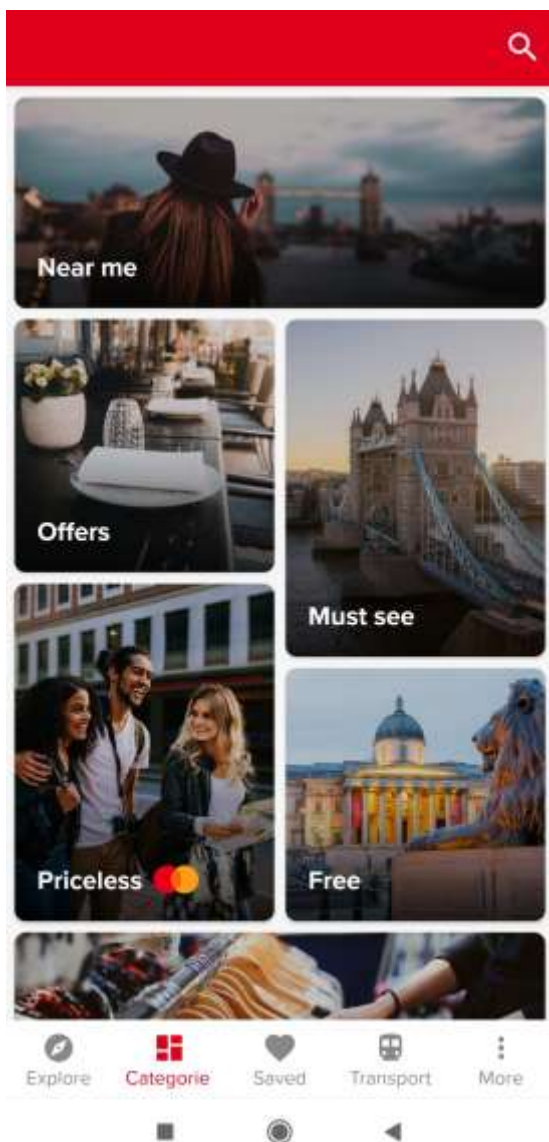 Near me
Offers
Must see
Priceless
Free
Explore
Categorie
Saved
Transport
More